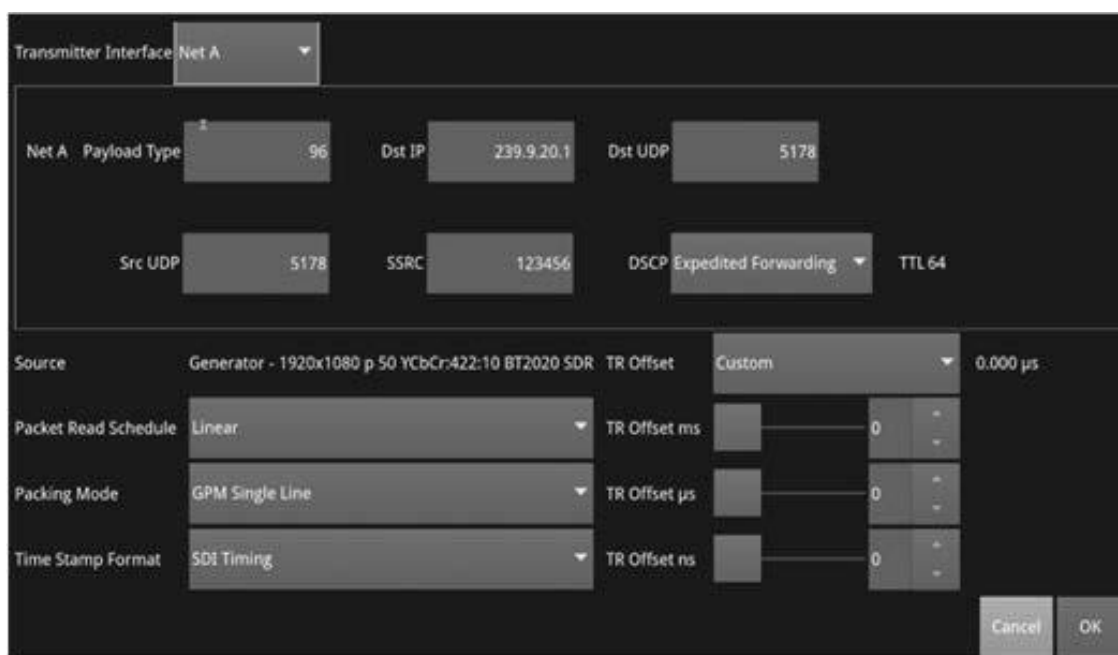 Transmitter Interface Net A
Net A Payload Type 96 Dst IP 239.9.20.1 Dst UDP 5178
Src UDP 5178 SSRC 123456 DSCP Expedited Forwarding TTL 64
Source Generator - 1920x1080 p 50 YCbCr:422:10 BT2020 SDR TR Offset Custom 0.000 µs
Packet Read Schedule Linear TR Offset ms 0
Packing Mode GPM Single Line TR Offset µs 0
Time Stamp Format SDI Timing TR Offset ns 0
Cancel OK